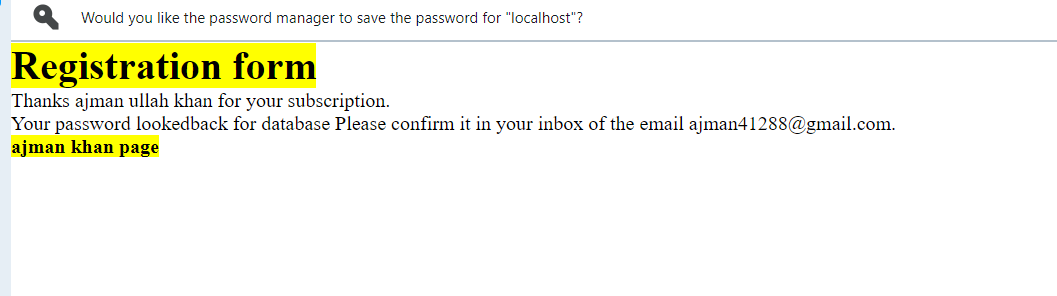 Would you like the password manager to save the password for "localhost"?
Registration form
Thanks ajman ullah khan for your subscription.
Your password lookedback for database Please confirm it in your inbox of the email ajman41288@gmail.com.
ajman khan page